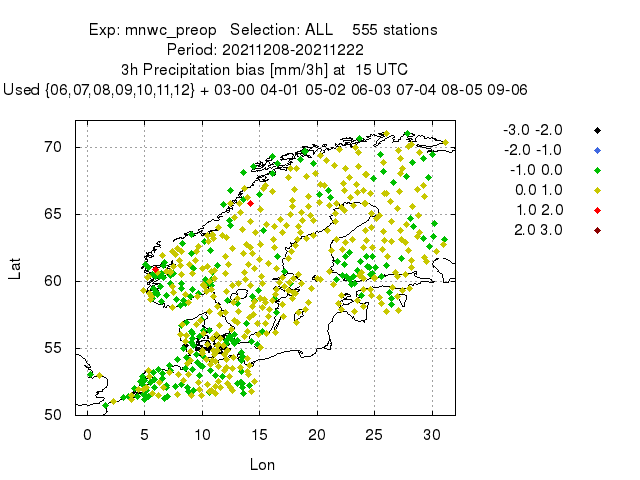 Exp: mnwc_preop   Selection: ALL    555 stations
Period: 20211208-20211222
3h Precipitation bias [mm/3h] at  15 UTC
Used {06,07,08,09,10,11,12} + 03-00 04-01 05-02 06-03 07-04 08-05 09-06
-3.0 -2.0
-2.0 -1.0
-1.0 0.0
0.0 1.0
1.0 2.0
2.0 3.0
70
65
60
55
50
Lat
0 5 10 15 20 25 30
Lon